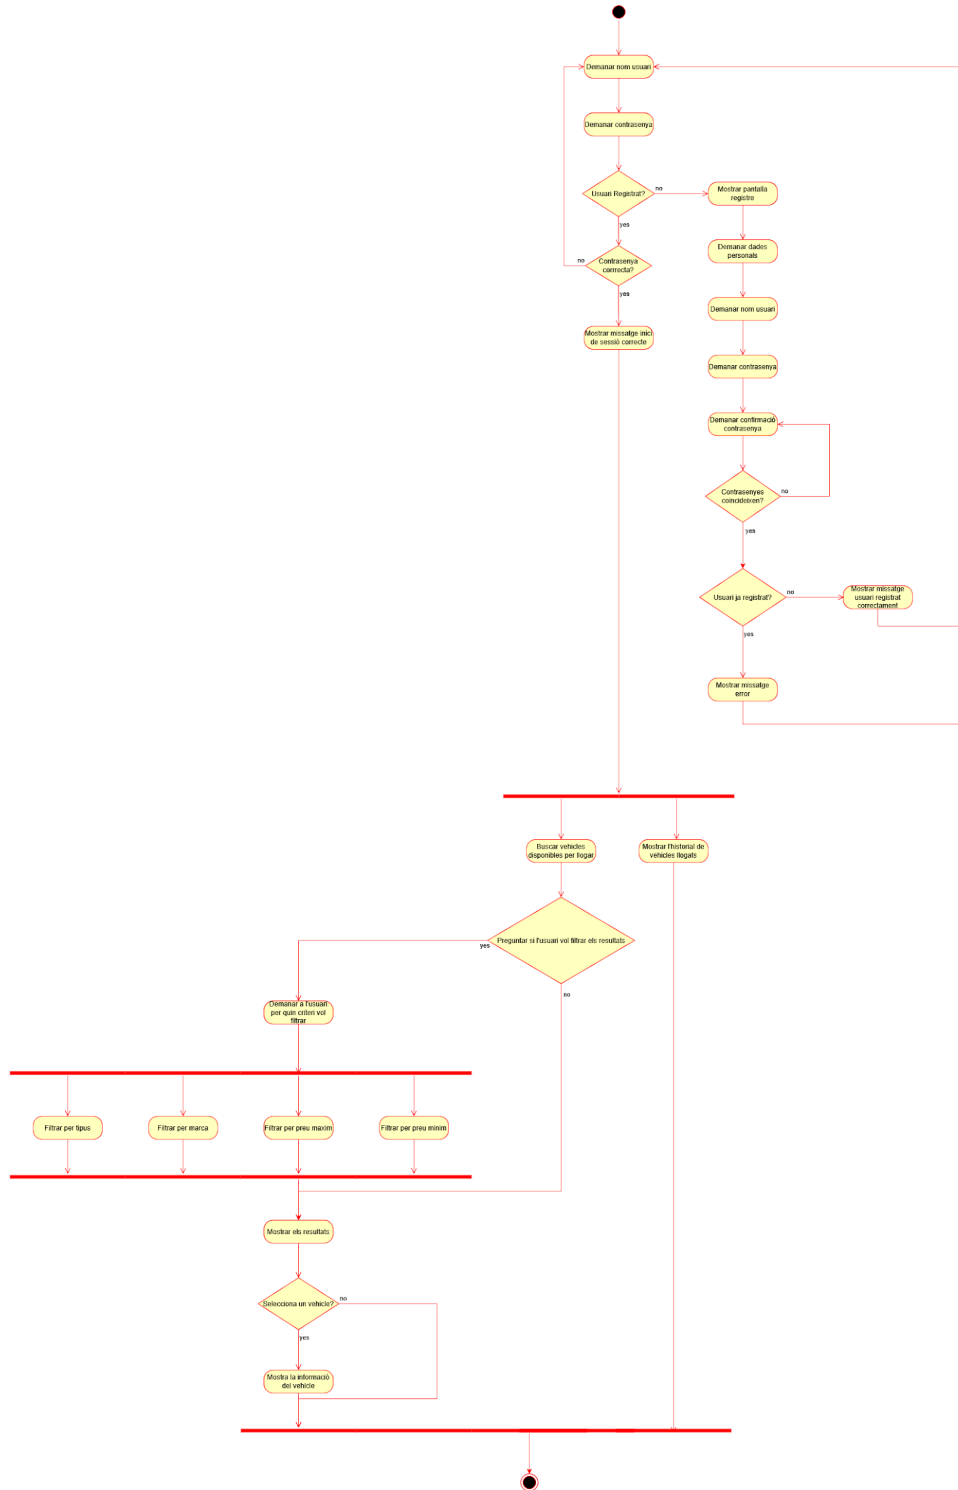 Demanar nom usuari
Demanar contrasenya
Usuari Registrat?
no
yes
Mostrar pantalla
registre
Contrasenya
corrrecta?
no
yes
Demanar dades
personals
Demanar nom usuari
Mostrar missatge inici
de sessió correcte
Demanar contrasenya
Demanar confirmació
contrasenya
Contrasenyes
coincideixen?
no
yes
Usuari ja registrat?
no
yes
Mostrar missatge
usuari registrat
correctament
Mostrar missatge
error
Buscar vehicles
disponibles per llogar
Mostrar l'historial de
vehicles llogats
Preguntar si l'usuari vol filtrar els resultats
yes
no
Demanar a l'usuari
per quin criteri vol
filtrar
Filtrar per tipus
Filtrar per marca
Filtrar per preu maxim
Filtrar per preu minim
Mostrar els resultats
Selecciona un vehicle?
no
yes
Mostra la informació
del vehicle